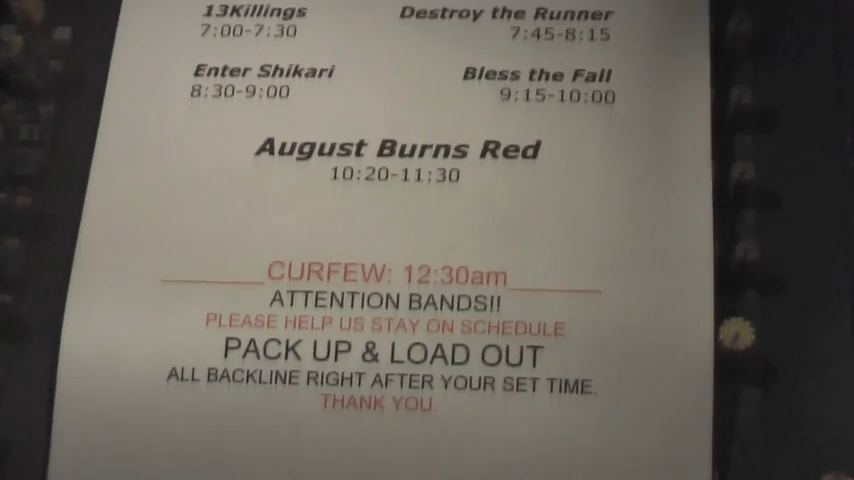 13Killings Destroy the Runner
7:00-7:30 7:45-8:15
Enter Shikari Bless the Fall
8:30-9:00 9:15-10:00
August Burns Red
10:20-11:30
CURFEW: 12:30am
ATTENTION BANDS!!
PLEASE HELP US STAY ON SCHEDULE
PACK UP & LOAD OUT
ALL BACKLINE RIGHT AFTER YOUR SET TIME.
THANK YOU